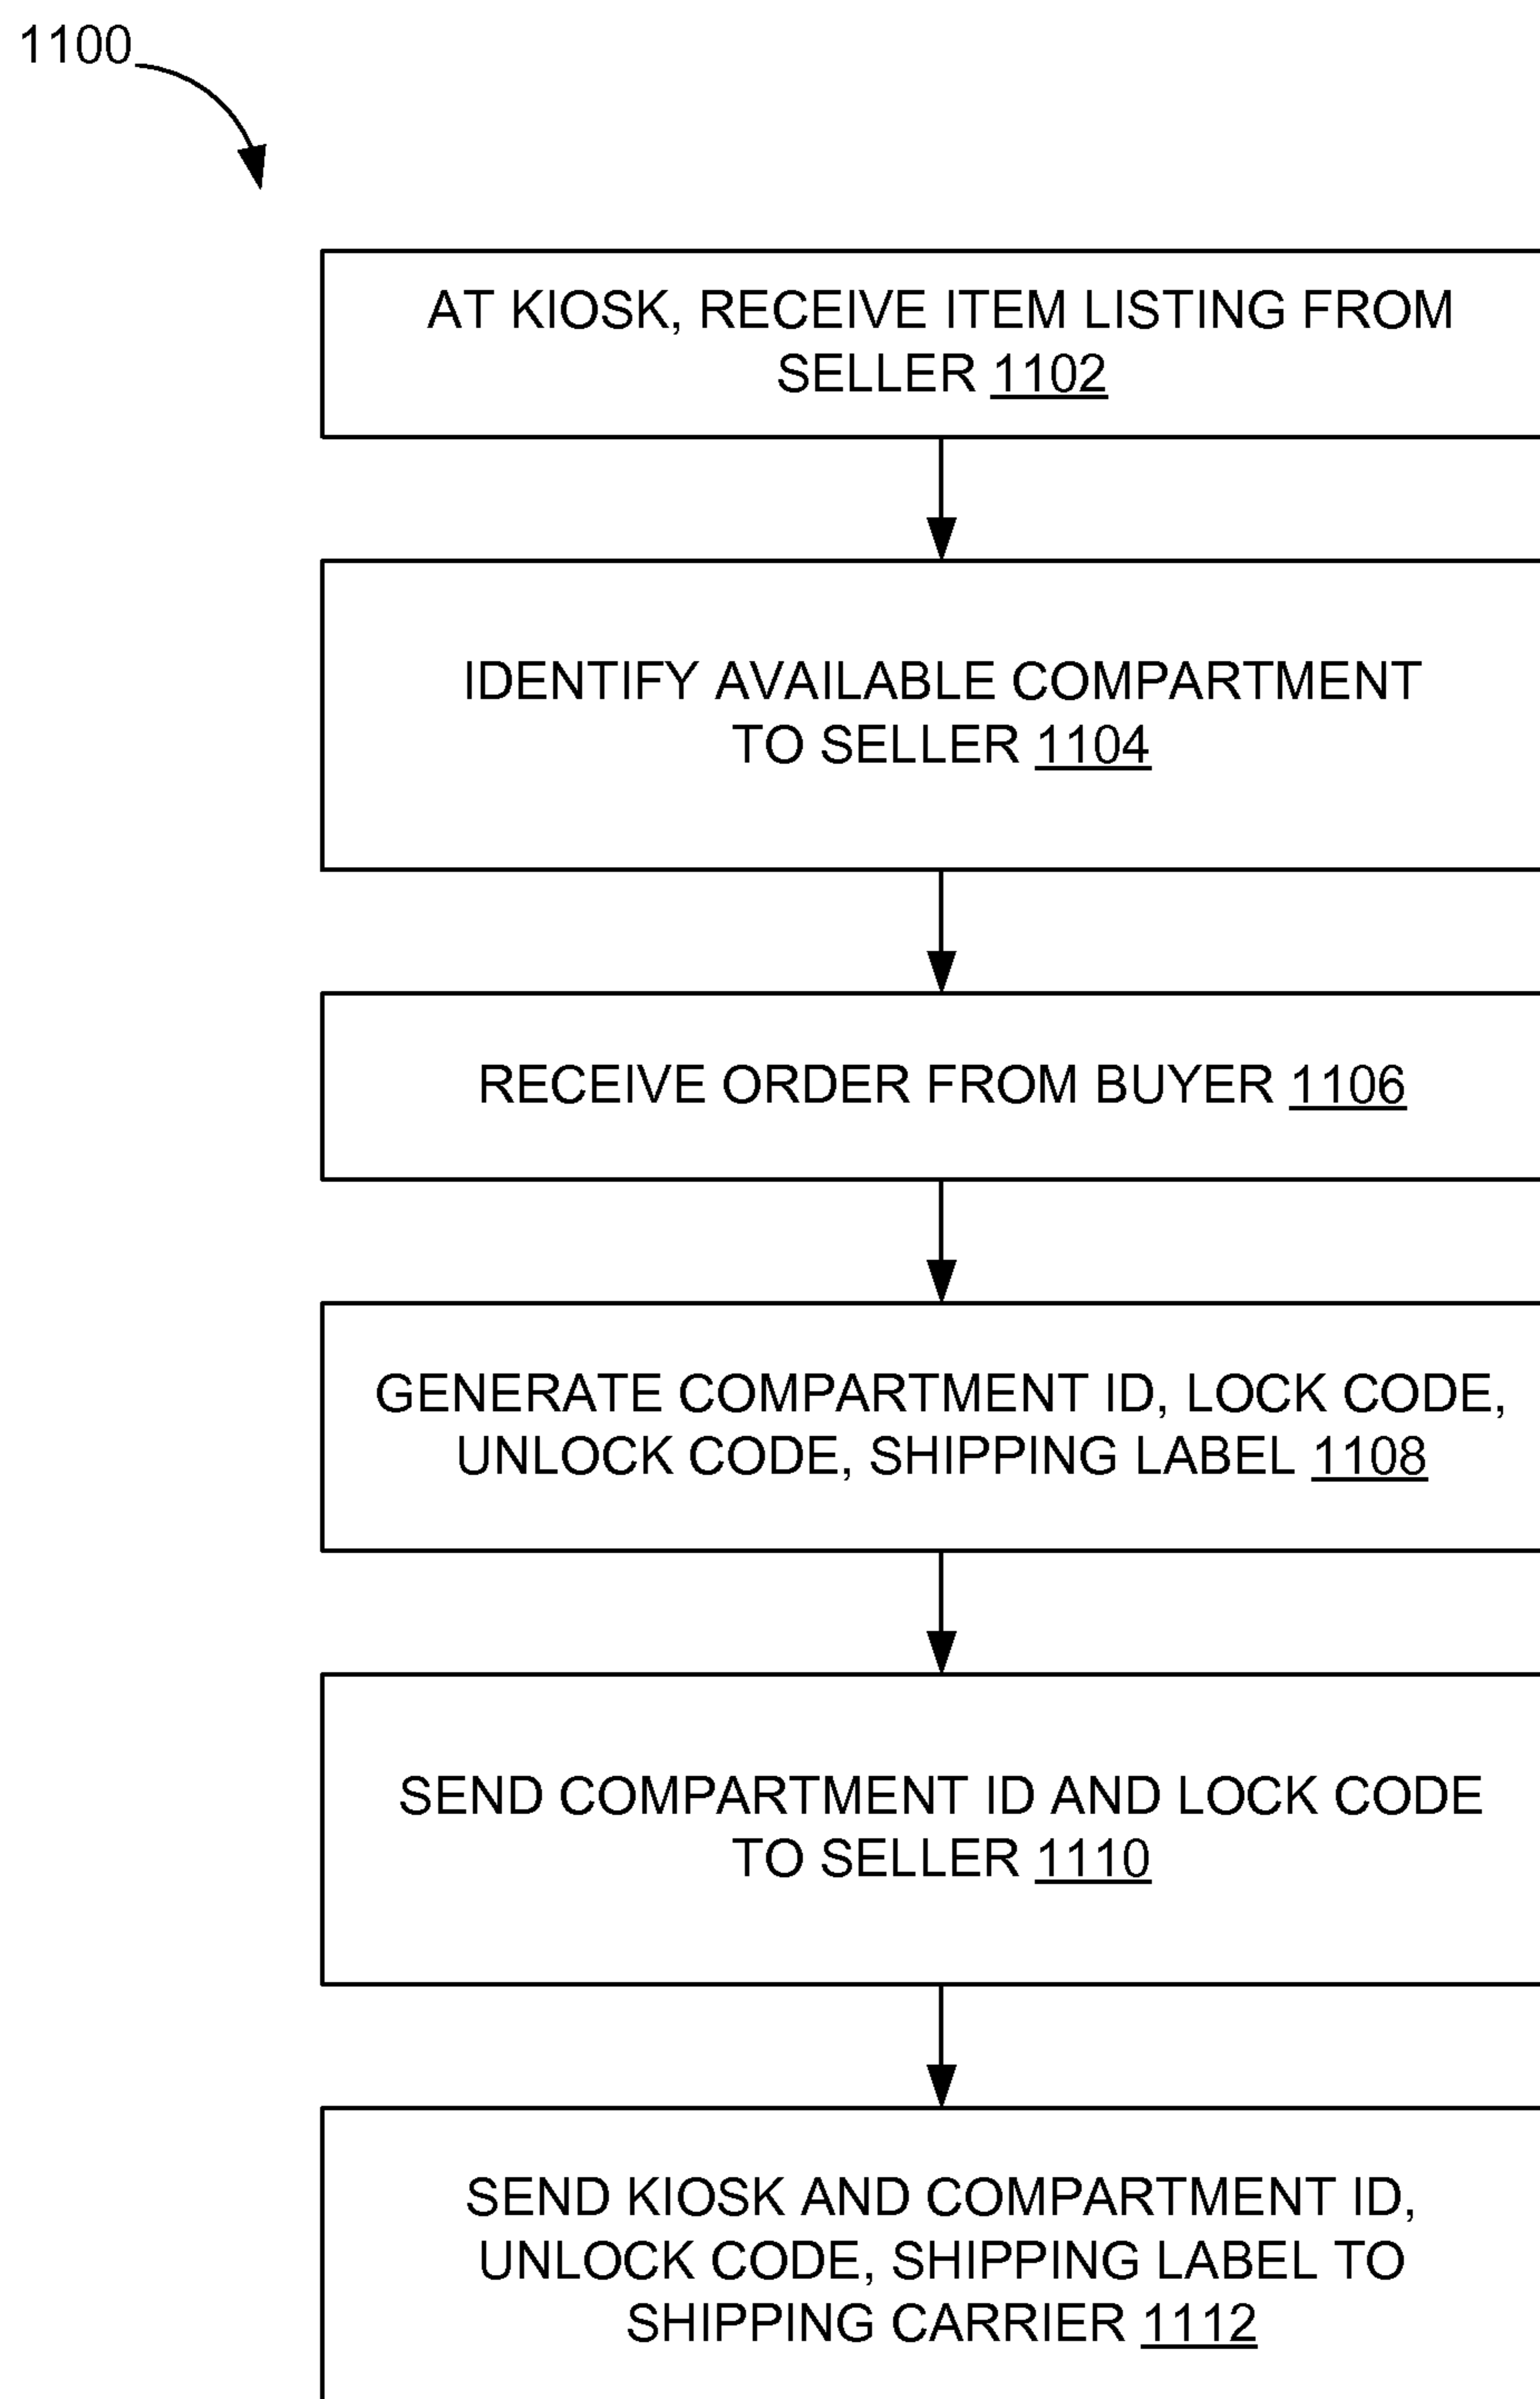 1100
AT KIOSK, RECEIVE ITEM LISTING FROM
SELLER 1102
IDENTIFY AVAILABLE COMPARTMENT
TO SELLER 1104
RECEIVE ORDER FROM BUYER 1106
GENERATE COMPARTMENT ID, LOCK CODE,
UNLOCK CODE, SHIPPING LABEL 1108
SEND COMPARTMENT ID AND LOCK CODE
TO SELLER 1110
SEND KIOSK AND COMPARTMENT ID,
UNLOCK CODE, SHIPPING LABEL TO
SHIPPING CARRIER 1112